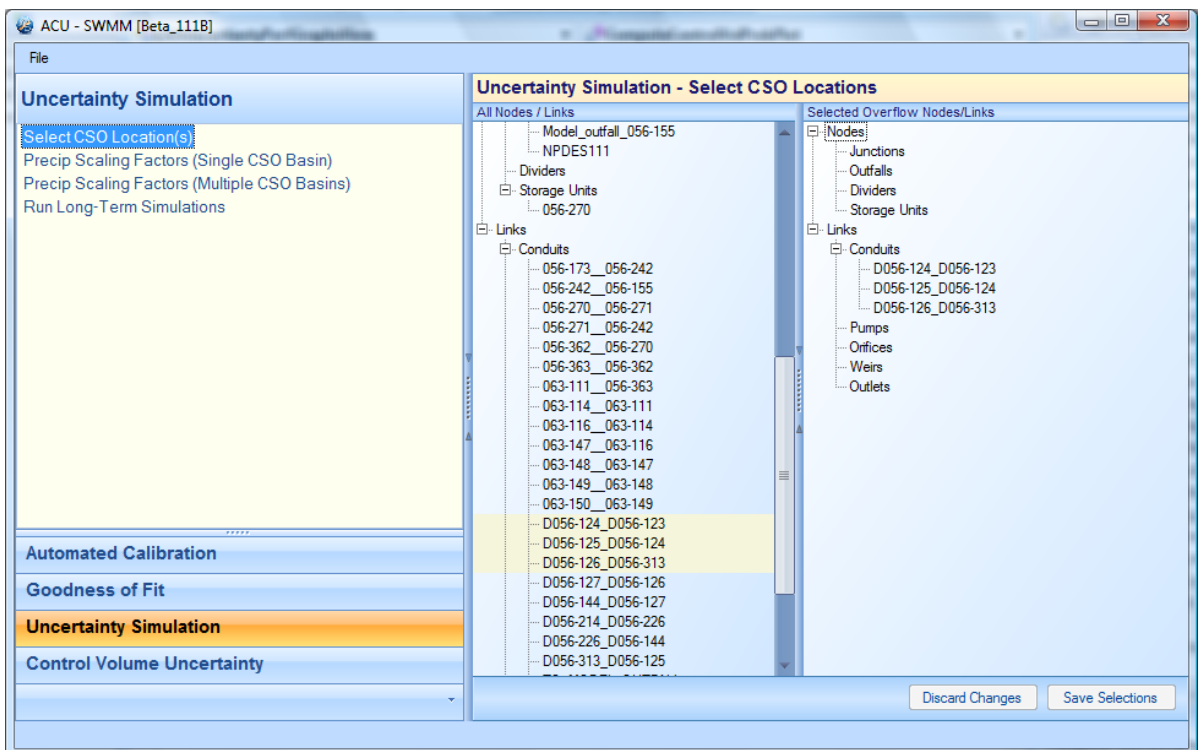 ACU - SWMM [Beta_111B]
File
Uncertainty Simulation
Select CSO Location(s)
Precip Scaling Factors (Single CSO Basin)
Precip Scaling Factors (Multiple CSO Basins)
Run Long-Term Simulations
Automated Calibration
Goodness of Fit
Uncertainty Simulation
Control Volume Uncertainty
Uncertainty Simulation - Select CSO Locations
All Nodes / Links
Model_outfall_056-155
NPDES111
Dividers
Storage Units
056-270
Links
Conduits
056-173__056-242
056-242__056-155
056-270__056-271
056-271__056-242
056-362__056-270
056-363__056-362
063-111__056-363
063-114__063-111
063-116__063-114
063-147__063-116
063-148__063-147
063-149__063-148
063-150__063-149
D056-124_D056-123
D056-125_D056-124
D056-126_D056-313
D056-127_D056-126
D056-144_D056-127
D056-214_D056-226
D056-226_D056-144
D056-313_D056-125
Selected Overflow Nodes/Links
Nodes
Junctions
Outfalls
Dividers
Storage Units
Links
Conduits
D056-124_D056-123
D056-125_D056-124
D056-126_D056-313
Pumps
Orifices
Weirs
Outlets
Discard Changes
Save Selections